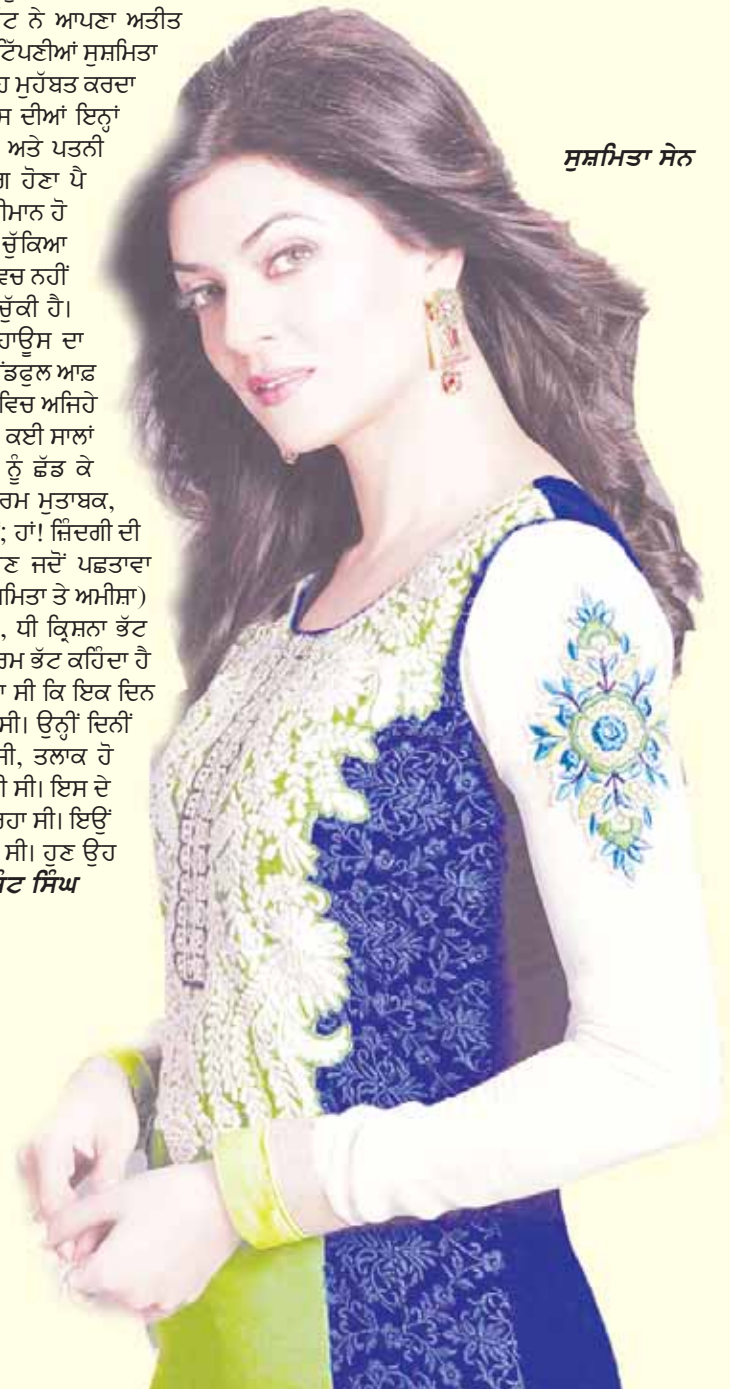 ਟ ਨੇ ਆਪਣਾ ਅਤੀਤ
ਟਿੱਪਣੀਆਂ ਸੁਸ਼ਮਿਤਾ
ਹ ਮੁਹੱਬਤ ਕਰਦਾ
ਸ ਦੀਆਂ ਇਨ੍ਹਾਂ
ਅਤੇ ਪਤਨੀ
ਗ ਹੋਣਾ ਪੈ
ਮਾਨ ਹੋ
ਚੁੱਕਿਆ
ਚ ਨਹੀਂ
ਚੁੱਕੀ ਹੈ।
ਹਾਊਸ ਦਾ
ਡਫੁਲ ਆਫ਼
ਵਿਚ ਅਜਿਹੇ
ਕਈ ਸਾਲਾਂ
ਨੂੰ ਛੱਡ ਕੇ
ਰਮ ਮੁਤਾਬਕ,
; ਹਾਂ! ਜ਼ਿੰਦਗੀ ਦੀ
ਣ ਜਦੋਂ ਪਛਤਾਵਾ
ਮਿਤਾ ਤੇ ਅਮੀਸ਼ਾ)
, ਧੀ ਕ੍ਰਿਸ਼ਨਾ ਭੱਟ
ਰਮ ਭੱਟ ਕਹਿੰਦਾ ਹੈ
ਾ ਸੀ ਕਿ ਇਕ ਦਿਨ
ਸੀ। ਉਨ੍ਹੀਂ ਦਿਨੀਂ
ਸੀ, ਤਲਾਕ ਹੋ
ੀ ਸੀ। ਇਸ ਦੇ
ਰਹਾ ਸੀ। ਇਉਂ
ਸੀ। ਹੁਣ ਉਹ
ਟ ਸਿੰਘ
ਸੁਸ਼ਮਿਤਾ ਸੇਨ